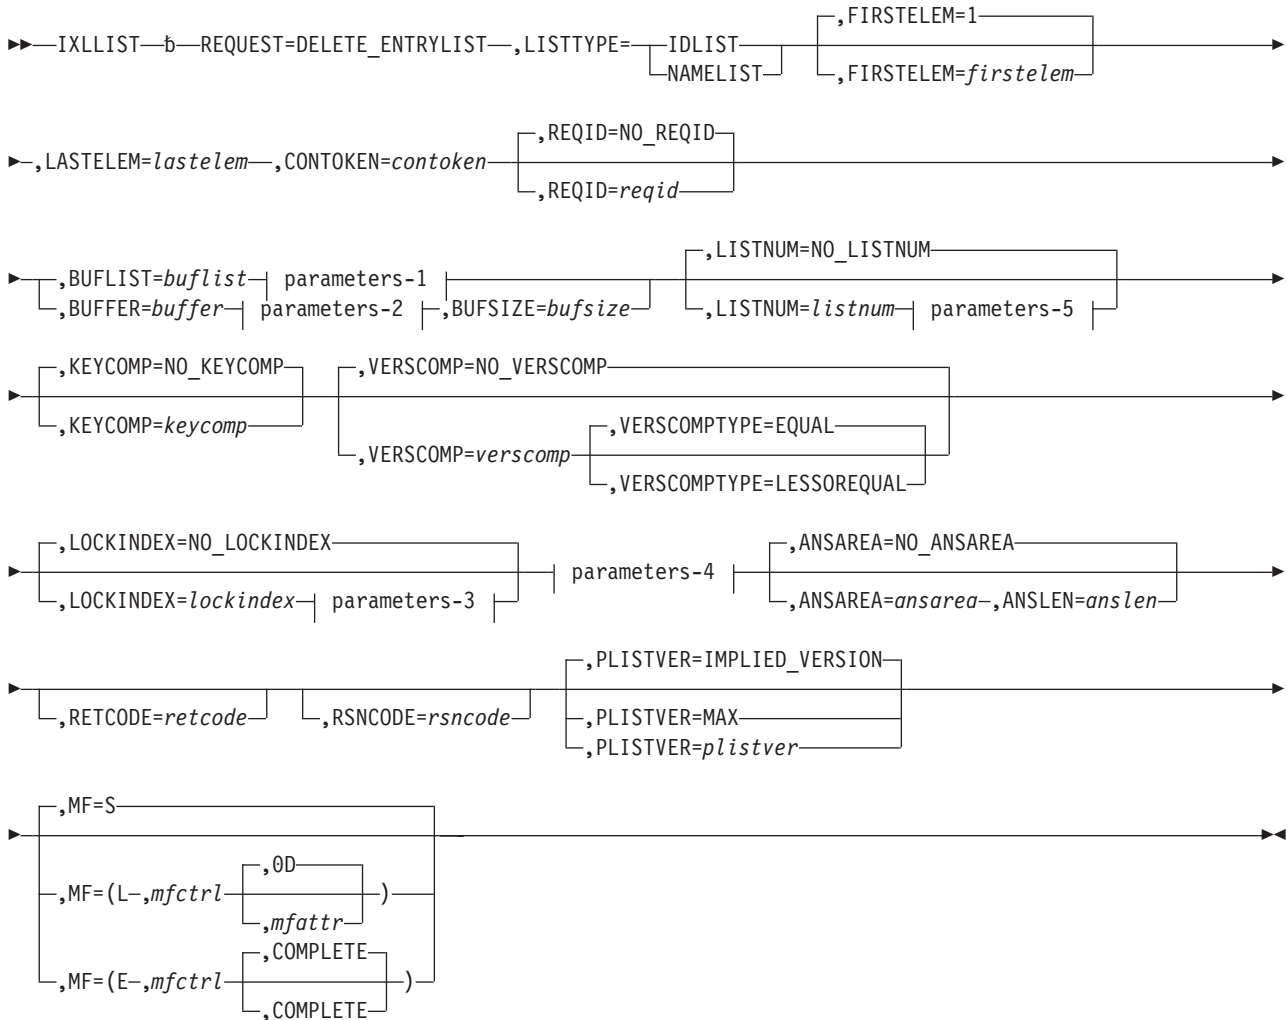 IXLLIST ƀ REQUEST=DELETE_ENTRYLIST ,LISTTYPE= IDLIST ,FIRSTELEM=1
NAMELIST ,FIRSTELEM=firstelem
,LASTELEM=lastelem ,CONTOKEN=contoken ,REQID=NO_REQID
,REQID=reqid
,BUFLIST=buflist parameters-1 ,LISTNUM=NO_LISTNUM
,BUFFER=buffer parameters-2 ,BUFSIZE=bufsize ,LISTNUM=listnum parameters-5
,KEYCOMP=NO_KEYCOMP ,VERSCOMP=NO_VERSCOMP
,KEYCOMP=keycomp ,VERSCOMP=verscomp ,VERSCOMPTYPE=EQUAL
,VERSCOMPTYPE=LESSOREQUAL
,LOCKINDEX=NO_LOCKINDEX parameters-4 ,ANSAREA=NO_ANSAREA
,LOCKINDEX=lockindex parameters-3 ,ANSAREA=ansarea ,ANSLEN=anslen
,RETCODE=retcode ,RSNCODE=rsncode ,PLISTVER=IMPLIED_VERSION
,PLISTVER=MAX
,PLISTVER=plistver
,MF=S
,MF=(L ,mfctrl ,0D )
,mfattr
,MF=(E ,mfctrl ,COMPLETE )
,COMPLETE